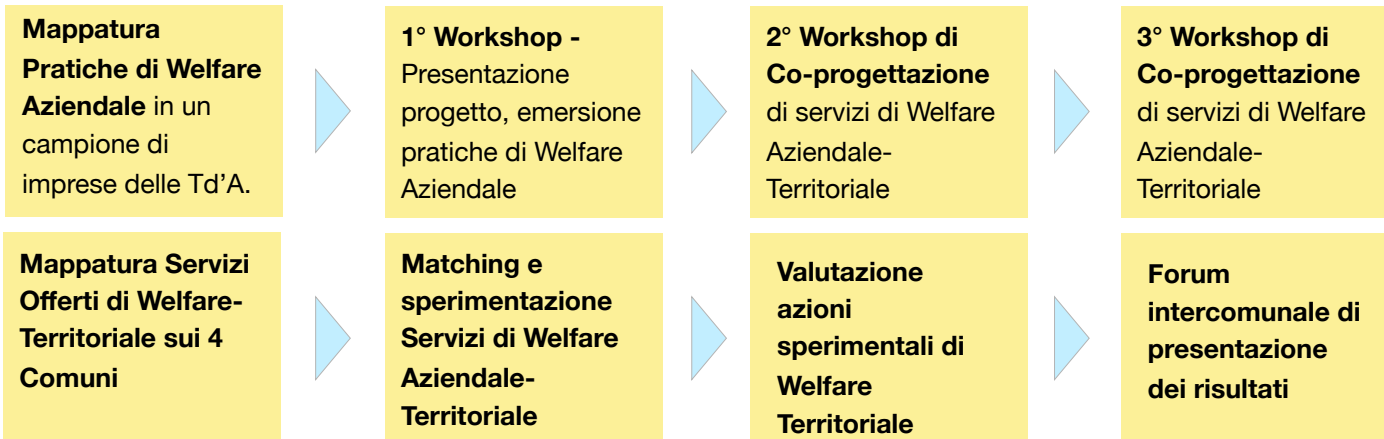 Mappatura
Pratiche di Welfare
Aziendale in un
campione di
imprese delle Td'A.
1° Workshop -
Presentazione
progetto, emersione
pratiche di Welfare
Aziendale
2° Workshop di
Co-progettazione
di servizi di Welfare
Aziendale-
Territoriale
3° Workshop di
Co-progettazione
di servizi di Welfare
Aziendale-
Territoriale
Mappatura Servizi
Offerti di Welfare-
Territoriale sui 4
Comuni
Matching e
sperimentazione
Servizi di Welfare
Aziendale-
Territoriale
Valutazione
azioni
sperimentali di
Welfare
Territoriale
Forum
intercomunale di
presentazione
dei risultati